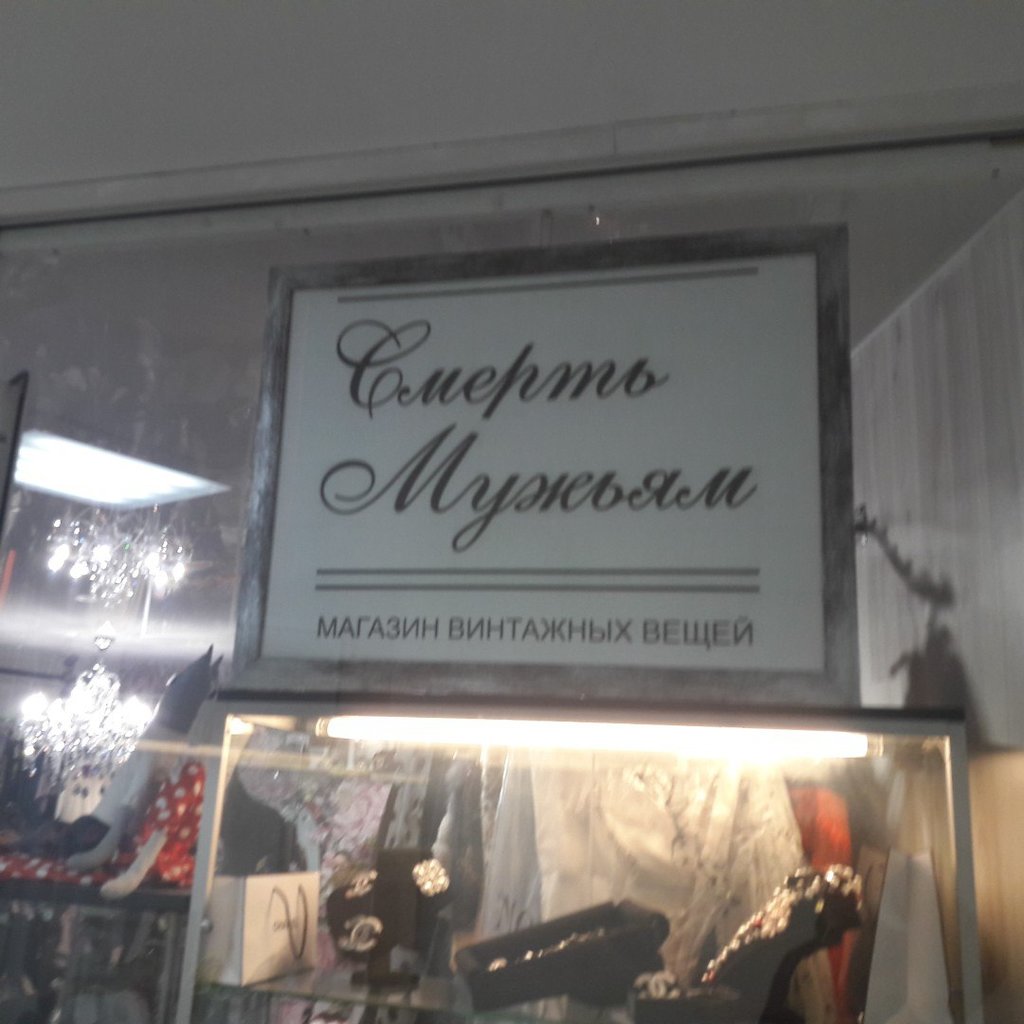 Смерть
Мужьям
МАГАЗИН ВИНТАЖНЫХ ВЕЩЕЙ